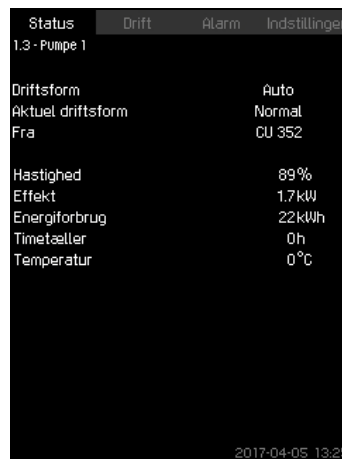 Status Drift Alarm Indstillinger
1.3 - Pumpe 1
Driftsform Auto
Aktuel driftsform Normal
Fra CU 352
Hastighed 89%
Effekt 1.7kW
Energiforbrug 22kWh
Timetæller 0h
Temperatur 0°C
2017-04-05 13:2